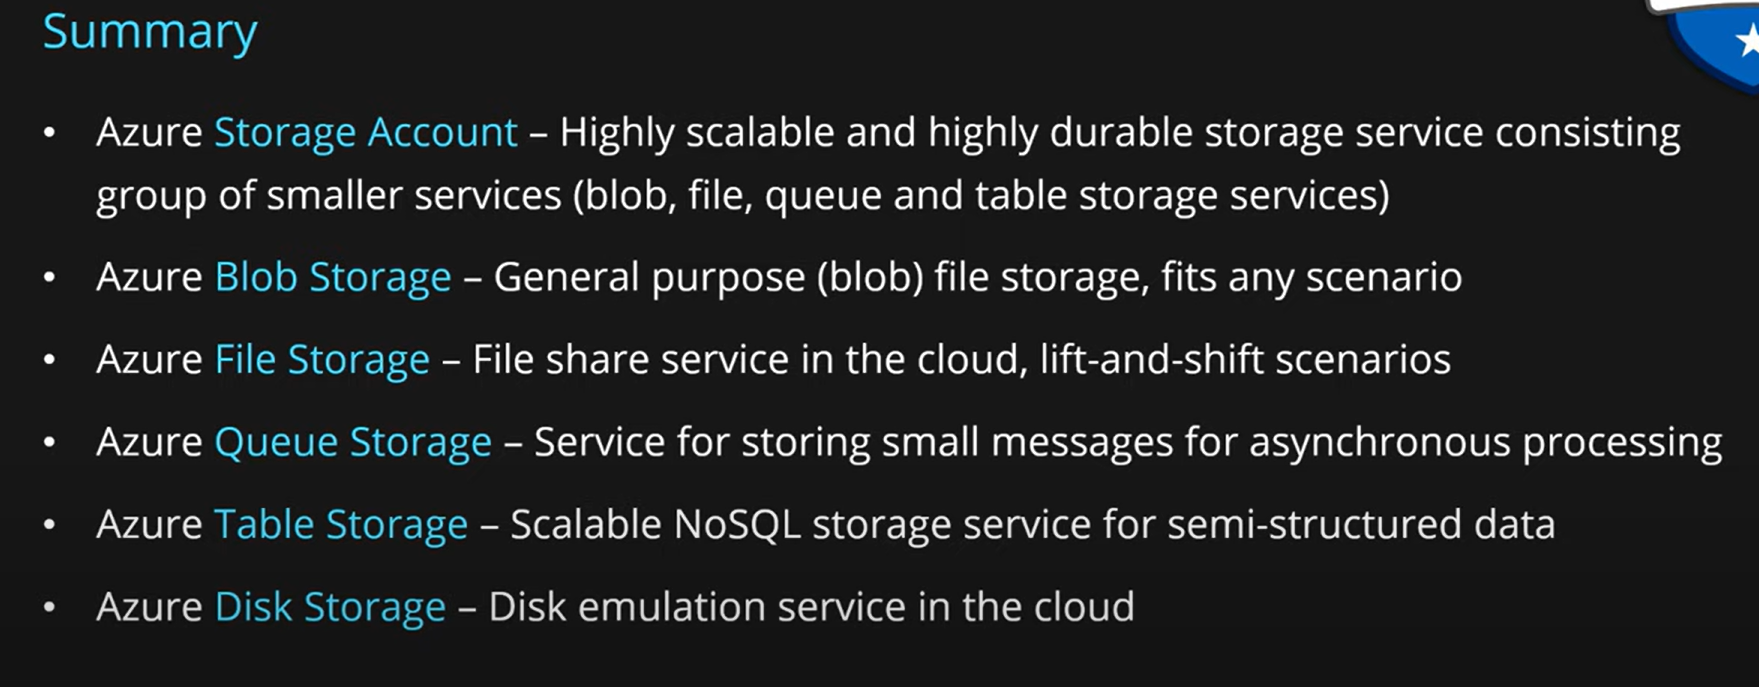 Summary
• Azure Storage Account – Highly scalable and highly durable storage service consisting
group of smaller services (blob, file, queue and table storage services)
• Azure Blob Storage – General purpose (blob) file storage, fits any scenario
• Azure File Storage – File share service in the cloud, lift-and-shift scenarios
• Azure Queue Storage – Service for storing small messages for asynchronous processing
• Azure Table Storage – Scalable NoSQL storage service for semi-structured data
• Azure Disk Storage – Disk emulation service in the cloud